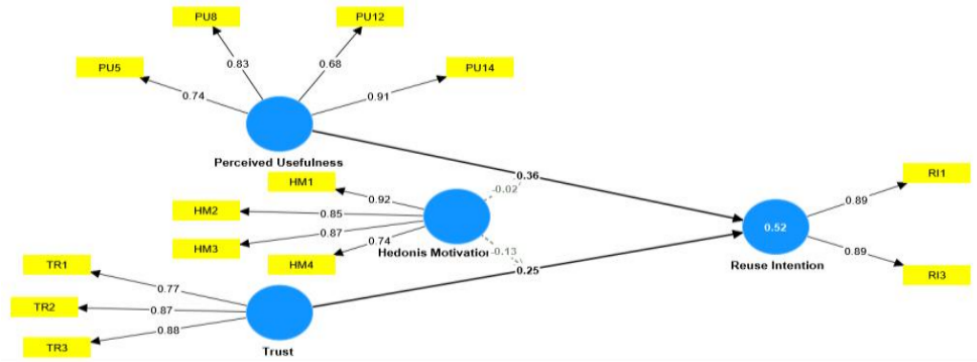 PU8
PU12
PU5
PU14
0.83
0.68
0.74
0.91
Perceived Usefulness
HM1
HM2
HM3
HM4
0.92
0.85
0.87
0.74
Hedonis Motivation
-0.02
0.36
-0.13
0.25
TR1
TR2
TR3
0.77
0.87
0.88
Trust
RI1
0.89
0.52
0.89
Reuse Intention
RI3